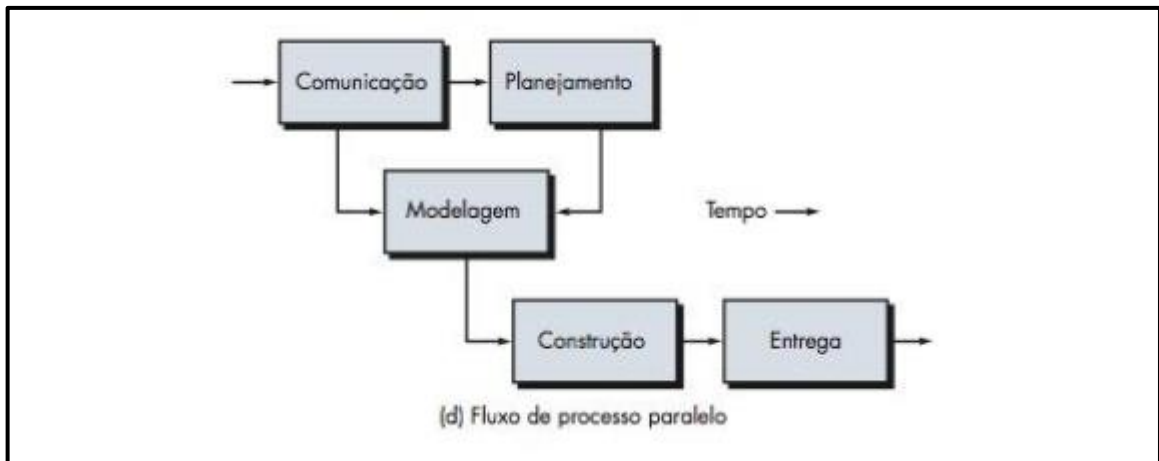 Comunicação
Planejamento
Modelagem
Tempo
Construção
Entrega
(d) Fluxo de processo paralelo